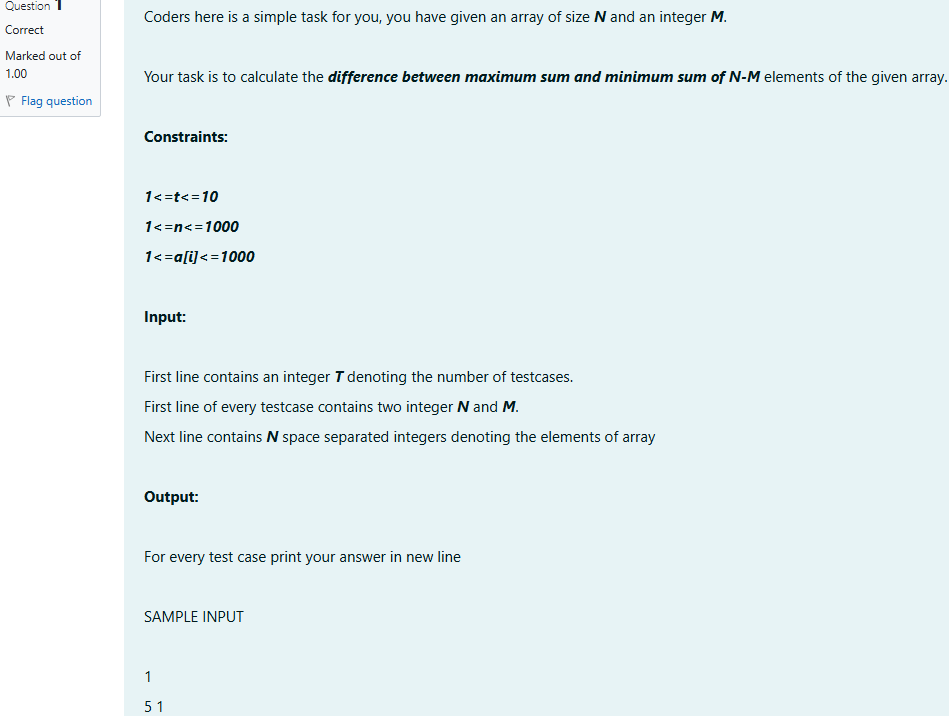 Question 1
Correct
Marked out of
1.00
Flag question
Coders here is a simple task for you, you have given an array of size N and an integer M.
Your task is to calculate the difference between maximum sum and minimum sum of N-M elements of the given array.
Constraints:
1<=t<=10
1<=n<=1000
1<=a[i]<=1000
Input:
First line contains an integer T denoting the number of testcases.
First line of every testcase contains two integer N and M.
Next line contains N space separated integers denoting the elements of array
Output:
For every test case print your answer in new line
SAMPLE INPUT
1
5 1